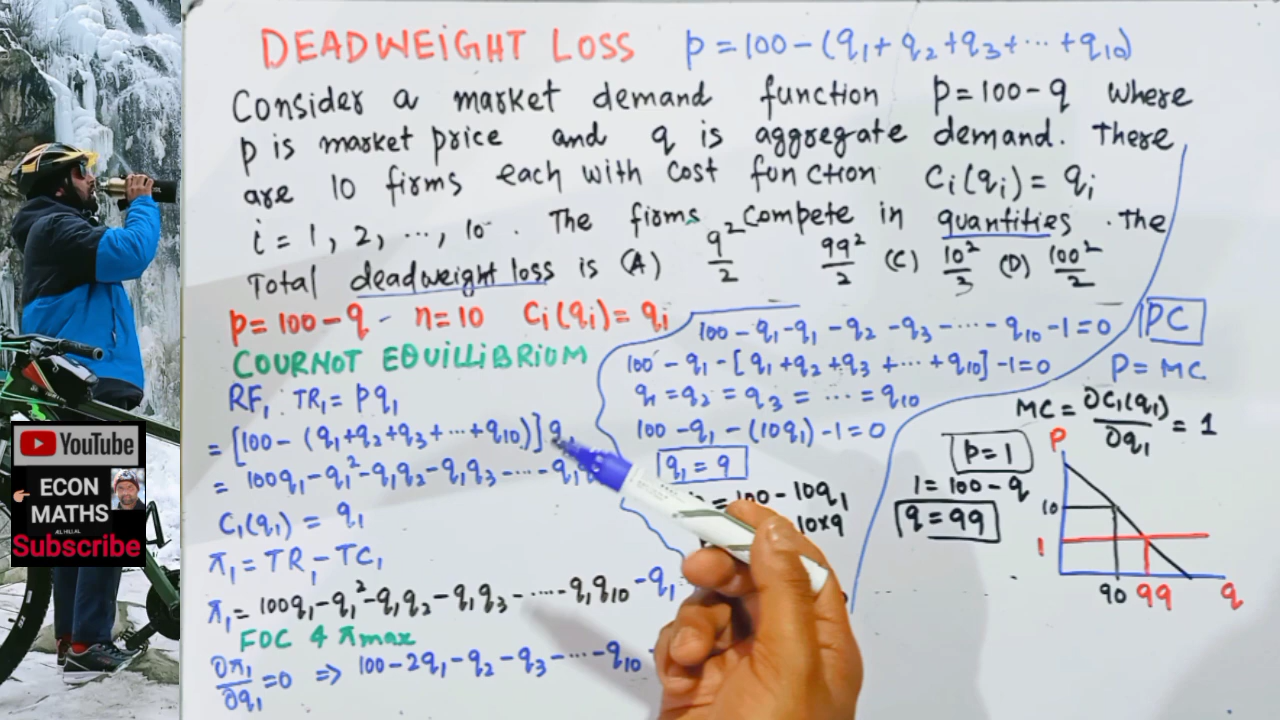 DEADWEIGHT LOSS p = 100 - (q₁ + q₂ + q₃ + ... + q₁₀)
Consider a market demand function p = 100 - q where
p is market price and q is aggregate demand. There
are 10 firms each with cost function Cᵢ(qᵢ) = qᵢ
i = 1, 2, ..., 10. The firms compete in quantities. The
Total deadweight loss is (A) 9²/2 99²/2 (C) 10²/3 (D) 100²/2
p = 100 - q - n = 10 Cᵢ(qᵢ) = qᵢ
COURNOT EQUILIBRIUM
RF₁ : TR₁ = Pq₁
= [100 - (q₁ + q₂ + q₃ + ... + q₁₀)] q
= 100q₁ - q₁² - q₁q₂ - q₁q₃ - ... - q₁q
C₁(q₁) = q₁
π₁ = TR₁ - TC₁
π₁ = 100q₁ - q₁² - q₁q₂ - q₁q₃ - ... - q₁q₁₀ - q₁
FOC 4 πmax
∂π₁/∂q₁ = 0 ⇒ 100 - 2q₁ - q₂ - q₃ - ... - q₁₀ -
100 - q₁ - q₁ - q₂ - q₃ - ... - q₁₀ - 1 = 0
100 - q₁ - [q₁ + q₂ + q₃ + ... + q₁₀] - 1 = 0
q₁ = q₂ = q₃ = ... = q₁₀
100 - q₁ - (10q₁) - 1 = 0
q₁ = 9
= 100 - 10q₁
10×9
PC
P = MC
MC = ∂C₁(q₁)/∂q₁ = 1
p = 1
1 = 100 - q
q = 99
P
10
1
90 99 q
YouTube
ECON
MATHS
Subscribe